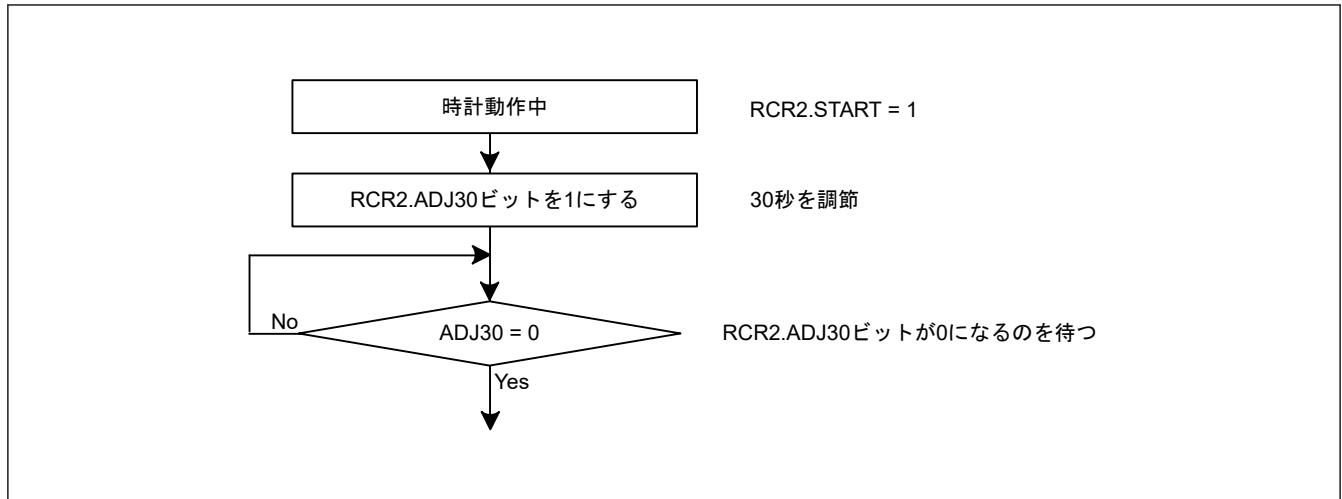 時計動作中
RCR2.START = 1
RCR2.ADJ30ビットを1にする
30秒を調節
No
ADJ30 = 0
RCR2.ADJ30ビットが0になるのを待つ
Yes